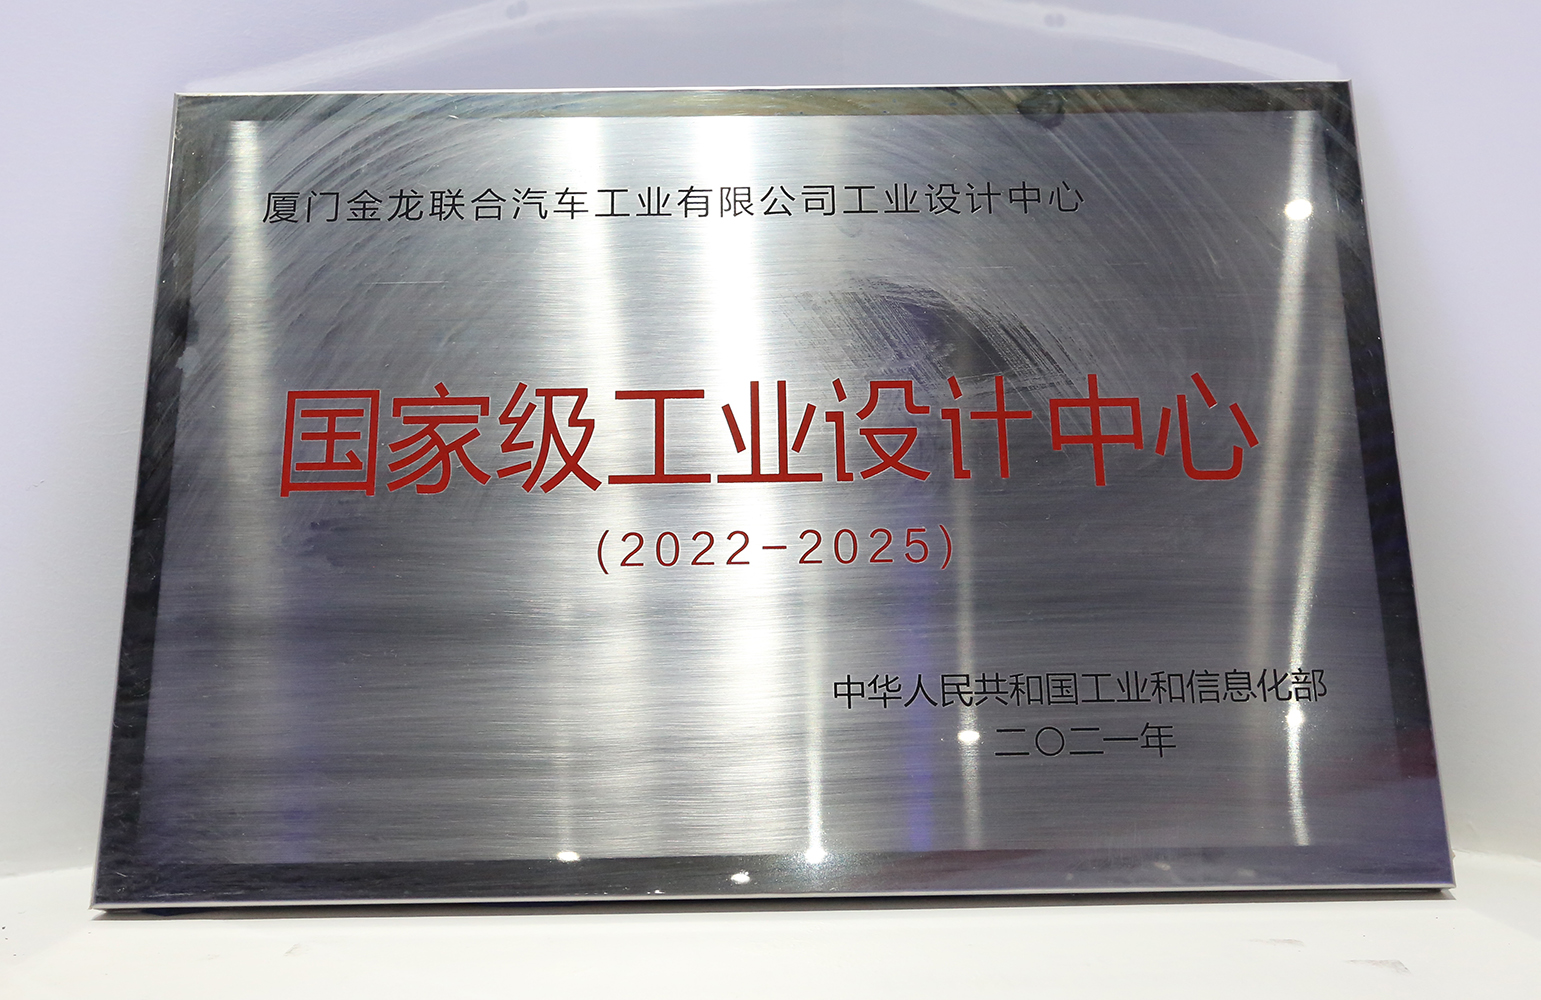 厦门金龙联合汽车工业有限公司工业设计中心
国家级工业设计中心
(2022-2025)
中华人民共和国工业和信息化部
二〇二一年